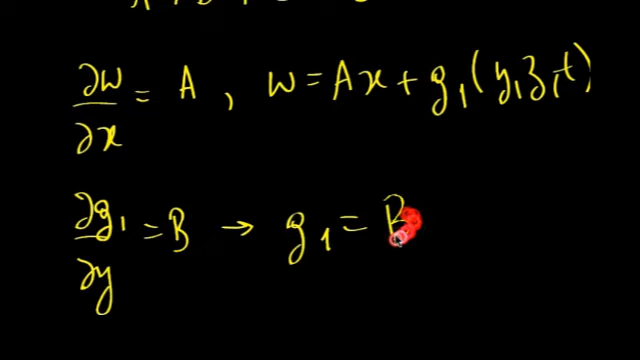 ∂w/∂x = A, w = Ax + g₁(y, z, t)
∂g₁/∂y = B → g₁ = B